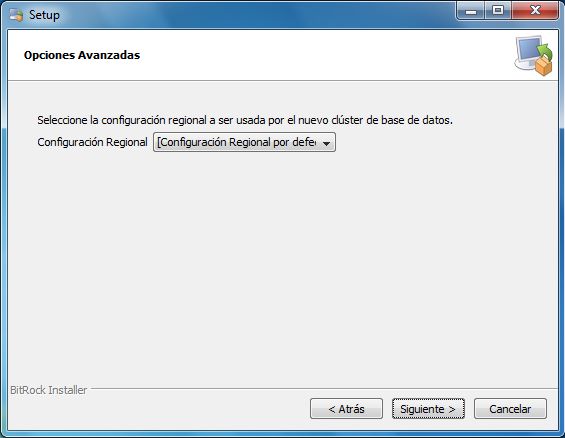 Setup
Opciones Avanzadas
Seleccione la configuración regional a ser usada por el nuevo clúster de base de datos.
Configuración Regional [Configuración Regional por defe
BitRock Installer
< Atrás Siguiente > Cancelar